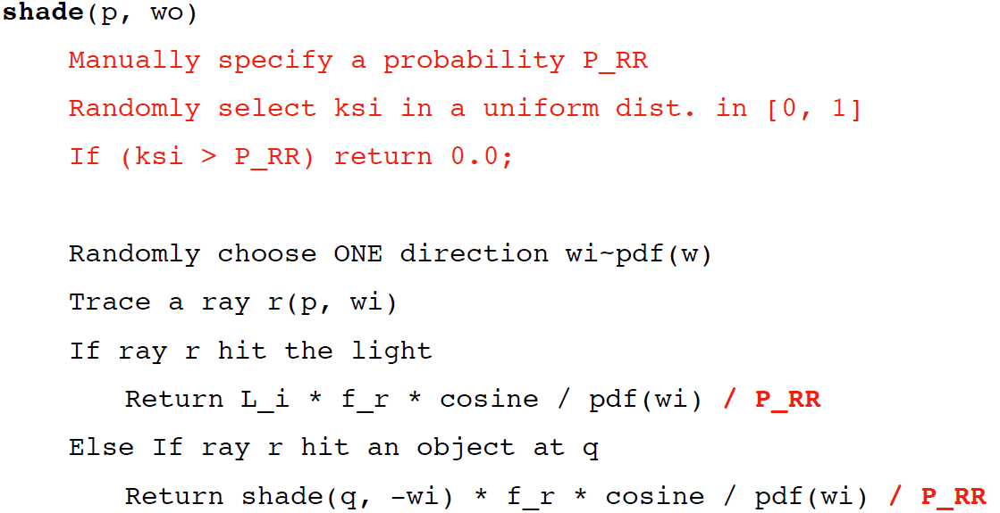 shade(p, wo)
Manually specify a probability P_RR
Randomly select ksi in a uniform dist. in [0, 1]
If (ksi > P_RR) return 0.0;
Randomly choose ONE direction wi~pdf(w)
Trace a ray r(p, wi)
If ray r hit the light
Return L_i * f_r * cosine / pdf(wi) / P_RR
Else If ray r hit an object at q
Return shade(q, -wi) * f_r * cosine / pdf(wi) / P_RR